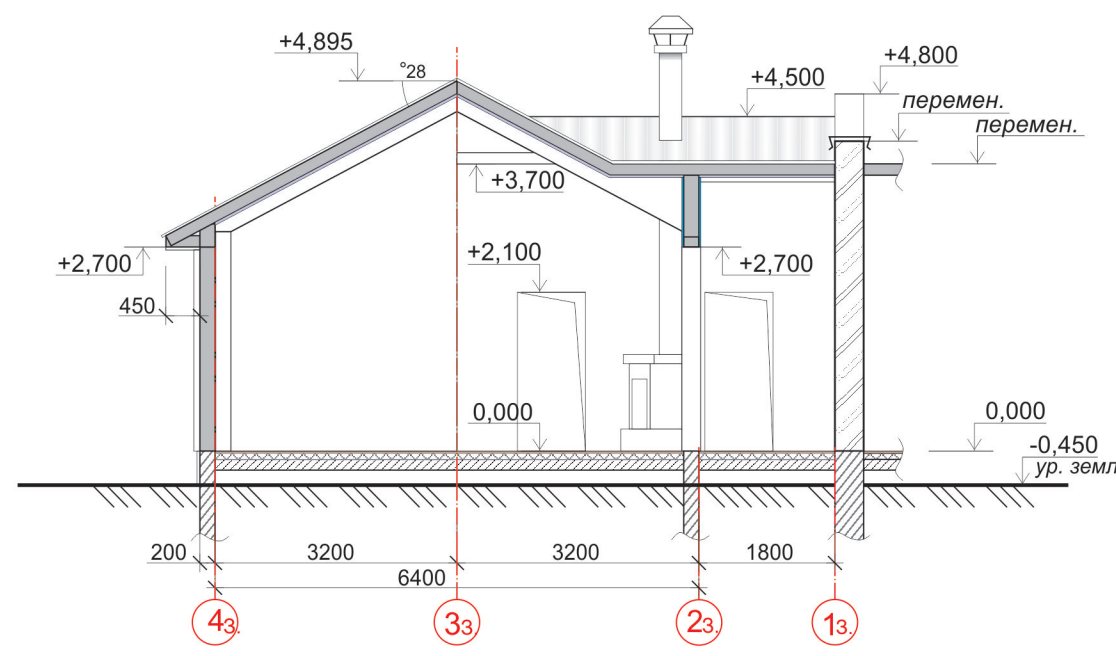 +4,895
°28
+4,500
+4,800
перемен.
перемен.
+3,700
+2,700
+2,100
+2,700
450
0,000
0,000
-0,450
ур. земл
200
3200
3200
1800
6400
4з.
3з
2з.
1з.